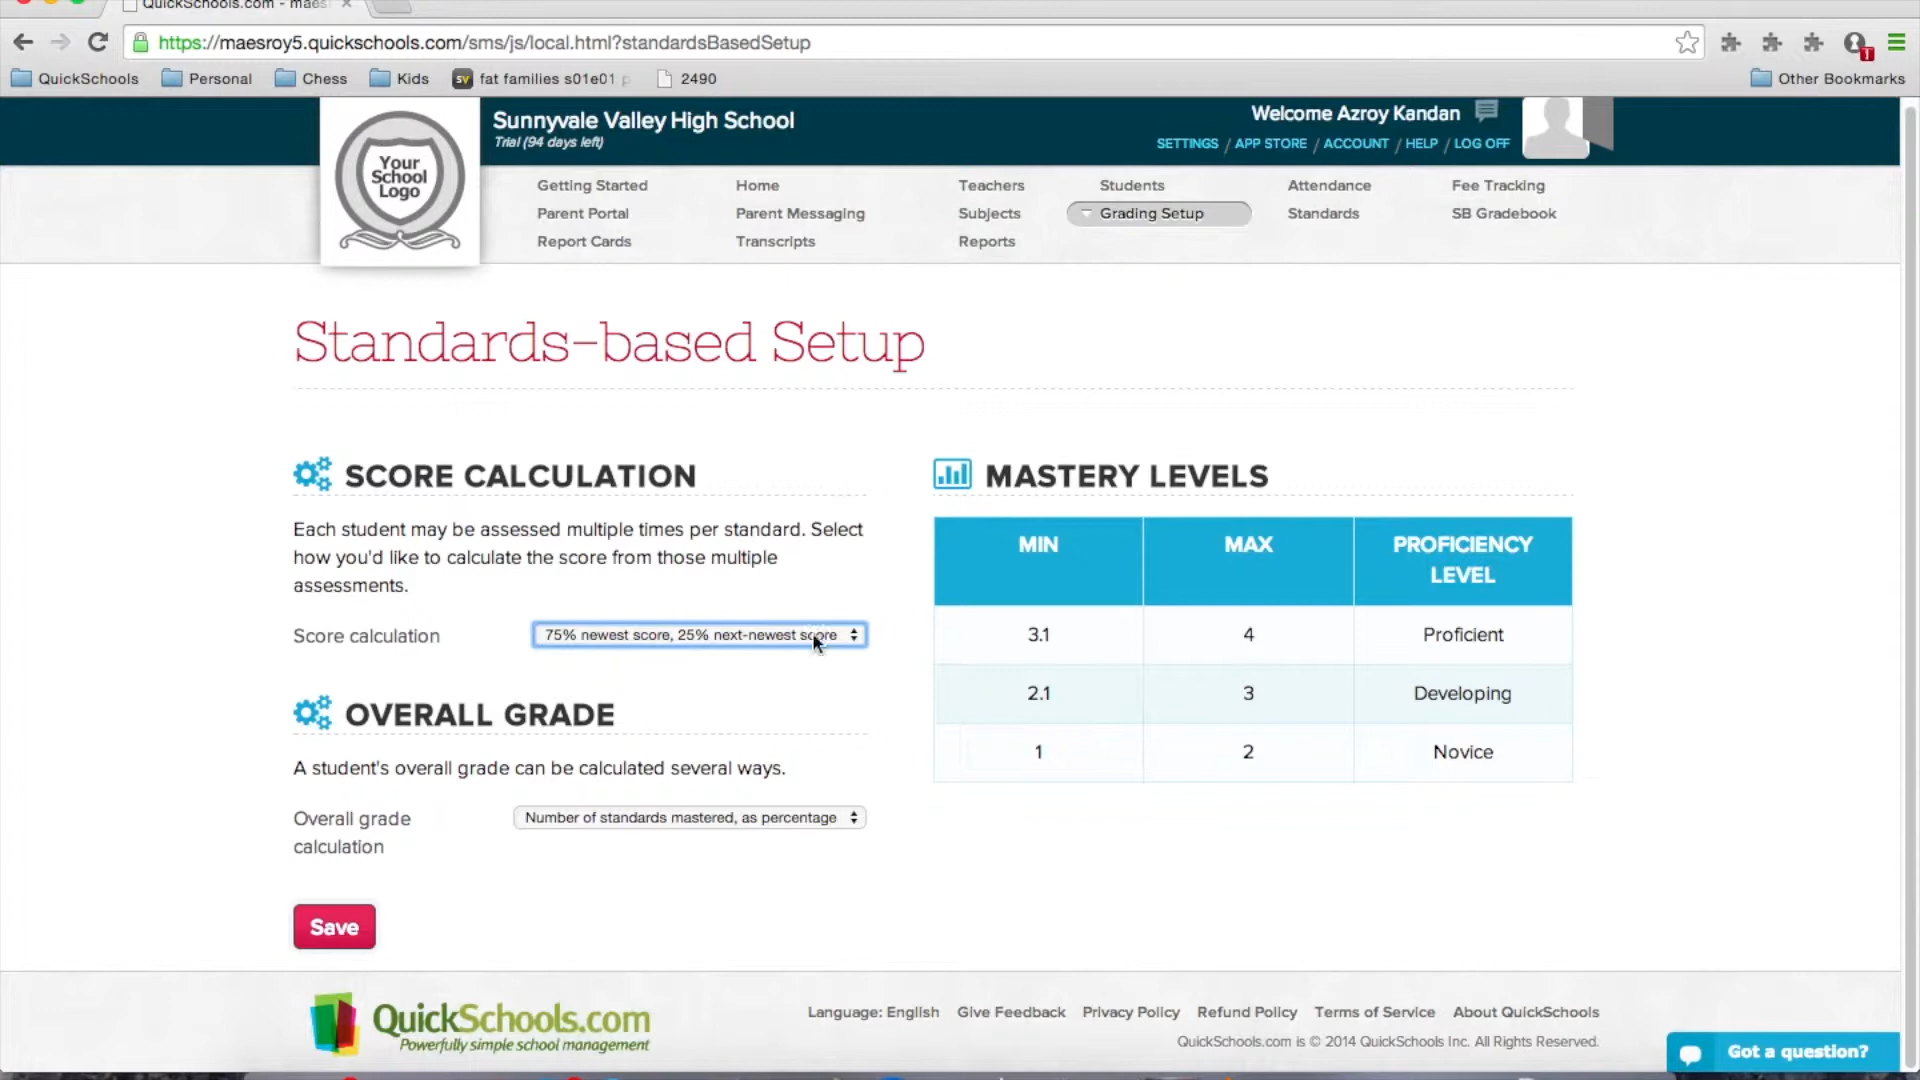 QuickSchools.com - maes
https://maesroy5.quickschools.com/sms/js/local.html?standardsBasedSetup
QuickSchools Personal Chess Kids sv fat families s01e01 p 2490 Other Bookmarks
Your School Logo
Sunnyvale Valley High School
Trial (94 days left)
Welcome Azroy Kandan
SETTINGS / APP STORE / ACCOUNT / HELP / LOG OFF
Getting Started Home Teachers Students Attendance Fee Tracking
Parent Portal Parent Messaging Subjects Grading Setup Standards SB Gradebook
Report Cards Transcripts Reports
Standards-based Setup
SCORE CALCULATION
Each student may be assessed multiple times per standard. Select
how you'd like to calculate the score from those multiple
assessments.
Score calculation 75% newest score, 25% next-newest score
OVERALL GRADE
A student's overall grade can be calculated several ways.
Overall grade
calculation
Number of standards mastered, as percentage
Save
MASTERY LEVELS
MIN MAX PROFICIENCY
LEVEL
3.1 4 Proficient
2.1 3 Developing
1 2 Novice
QuickSchools.com
Powerfully simple school management
Language: English Give Feedback Privacy Policy Refund Policy Terms of Service About QuickSchools
QuickSchools.com is © 2014 QuickSchools Inc. All Rights Reserved.
Got a question?